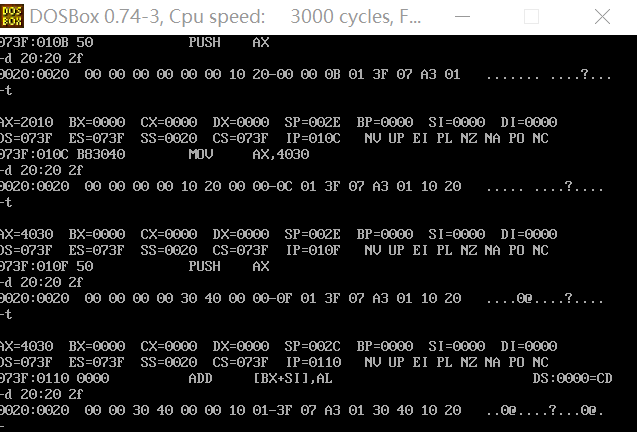 DOS
BOX
DOSBox 0.74-3, Cpu speed: 3000 cycles, F...
073F:010B 50 PUSH AX
-d 20:20 2f
0020:0020 00 00 00 00 00 00 10 20-00 00 0B 01 3F 07 A3 01 ....... ....?...
-t
AX=2010 BX=0000 CX=0000 DX=0000 SP=002E BP=0000 SI=0000 DI=0000
DS=073F ES=073F SS=0020 CS=073F IP=010C NV UP EI PL NZ NA PO NC
073F:010C B83040 MOV AX,4030
-d 20:20 2f
0020:0020 00 00 00 00 10 20 00 00-0C 01 3F 07 A3 01 10 20 ..... ....?....
-t
AX=4030 BX=0000 CX=0000 DX=0000 SP=002E BP=0000 SI=0000 DI=0000
DS=073F ES=073F SS=0020 CS=073F IP=010F NV UP EI PL NZ NA PO NC
073F:010F 50 PUSH AX
-d 20:20 2f
0020:0020 00 00 00 00 30 40 00 00-0F 01 3F 07 A3 01 10 20 ....0@....?....
-t
AX=4030 BX=0000 CX=0000 DX=0000 SP=002C BP=0000 SI=0000 DI=0000
DS=073F ES=073F SS=0020 CS=073F IP=0110 NV UP EI PL NZ NA PO NC
073F:0110 0000 ADD [BX+SI],AL DS:0000=CD
-d 20:20 2f
0020:0020 00 00 30 40 00 00 10 01-3F 07 A3 01 30 40 10 20 ..0@....?...0@.
-